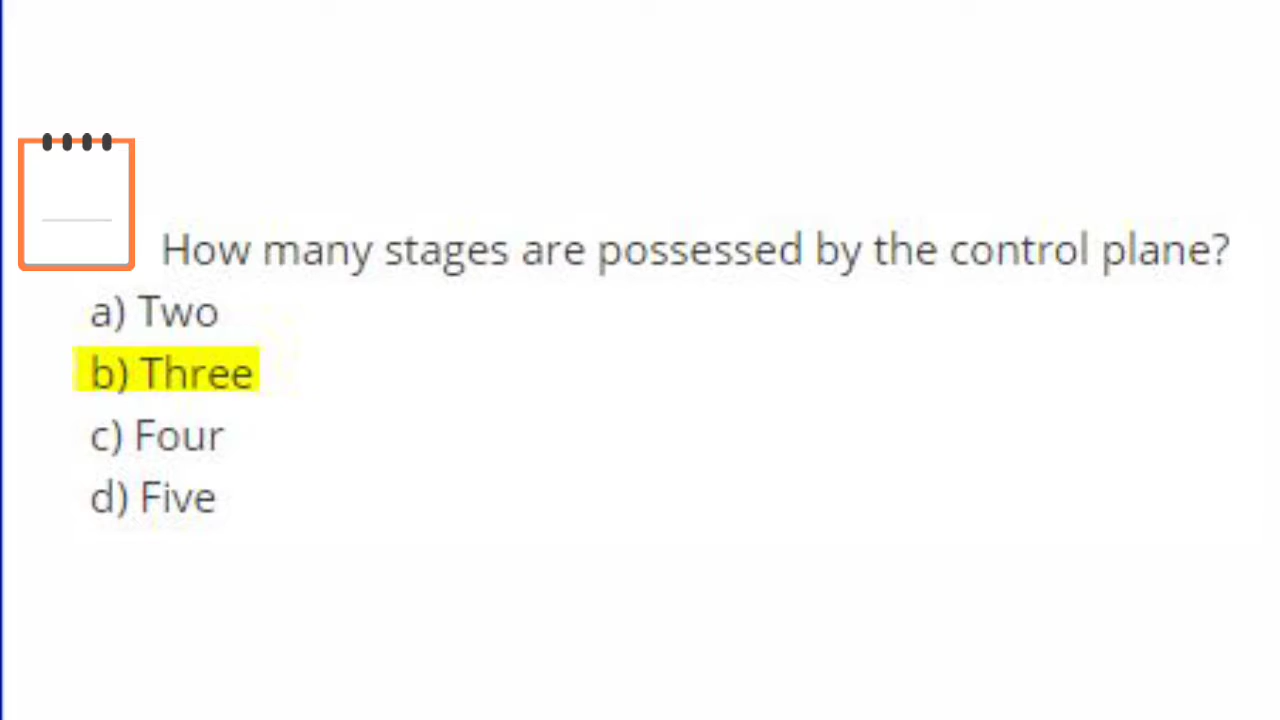 How many stages are possessed by the control plane?
a) Two
b) Three
c) Four
d) Five